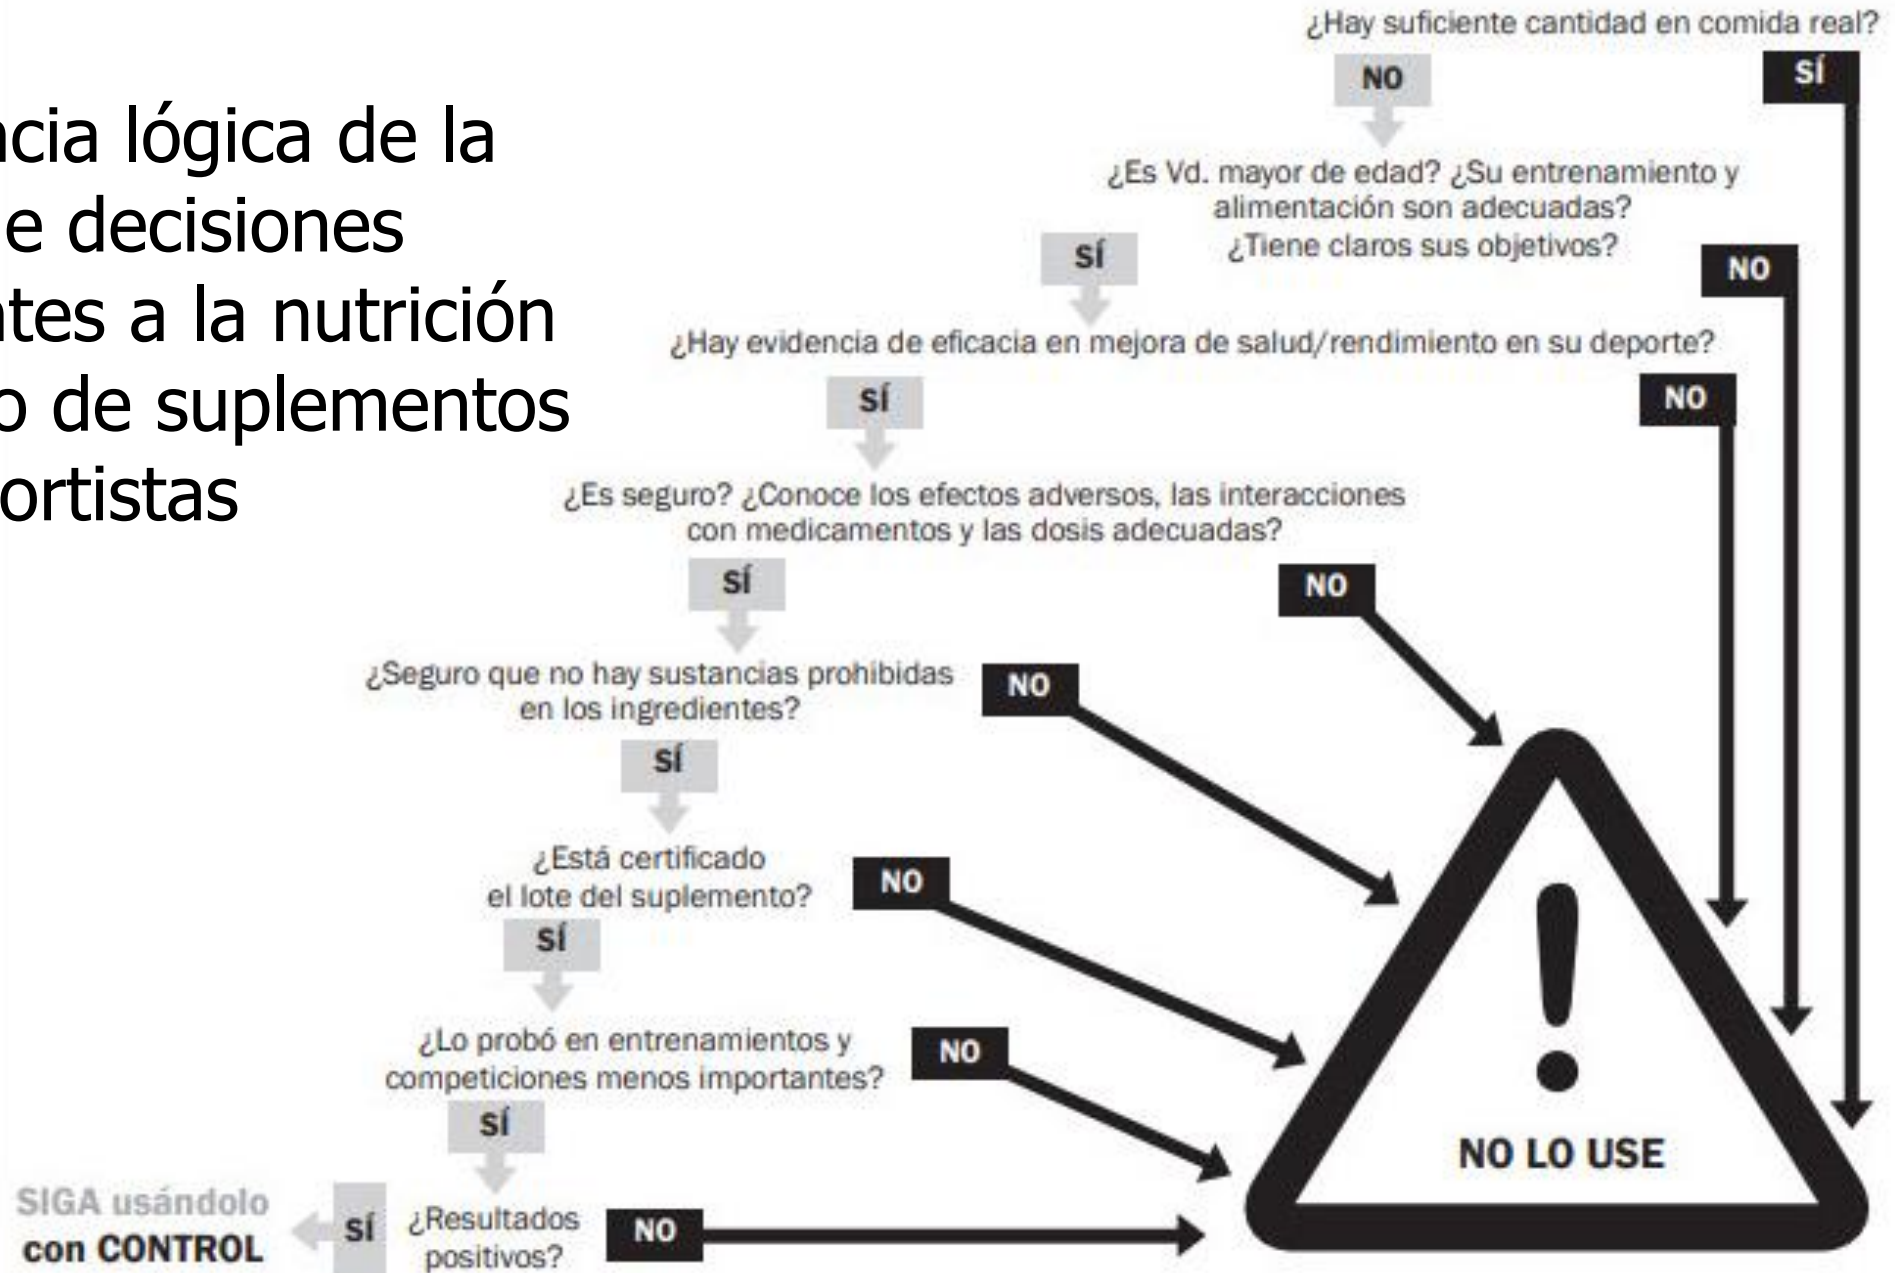 ncia lógica de la
e decisiones
ntes a la nutrición
o de suplementos
ortistas
¿Hay suficiente cantidad en comida real?
NO
SÍ
¿Es Vd. mayor de edad? ¿Su entrenamiento y
alimentación son adecuadas?
¿Tiene claros sus objetivos?
SÍ
NO
¿Hay evidencia de eficacia en mejora de salud/rendimiento en su deporte?
SÍ
NO
¿Es seguro? ¿Conoce los efectos adversos, las interacciones
con medicamentos y las dosis adecuadas?
SÍ
NO
¿Seguro que no hay sustancias prohibidas
en los ingredientes?
NO
SÍ
¿Está certificado
el lote del suplemento?
NO
SÍ
¿Lo probó en entrenamientos y
competiciones menos importantes?
NO
SÍ
¿Resultados
positivos?
SÍ
NO
SIGA usándolo
con CONTROL
!
NO LO USE